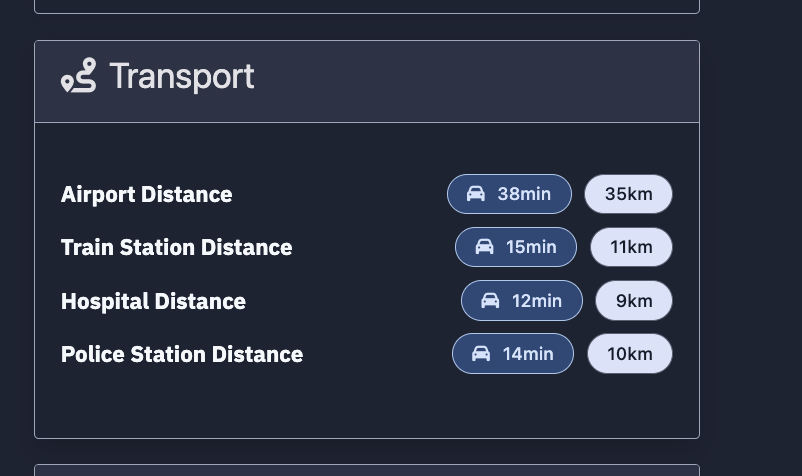 Transport
Airport Distance 38min 35km
Train Station Distance 15min 11km
Hospital Distance 12min 9km
Police Station Distance 14min 10km